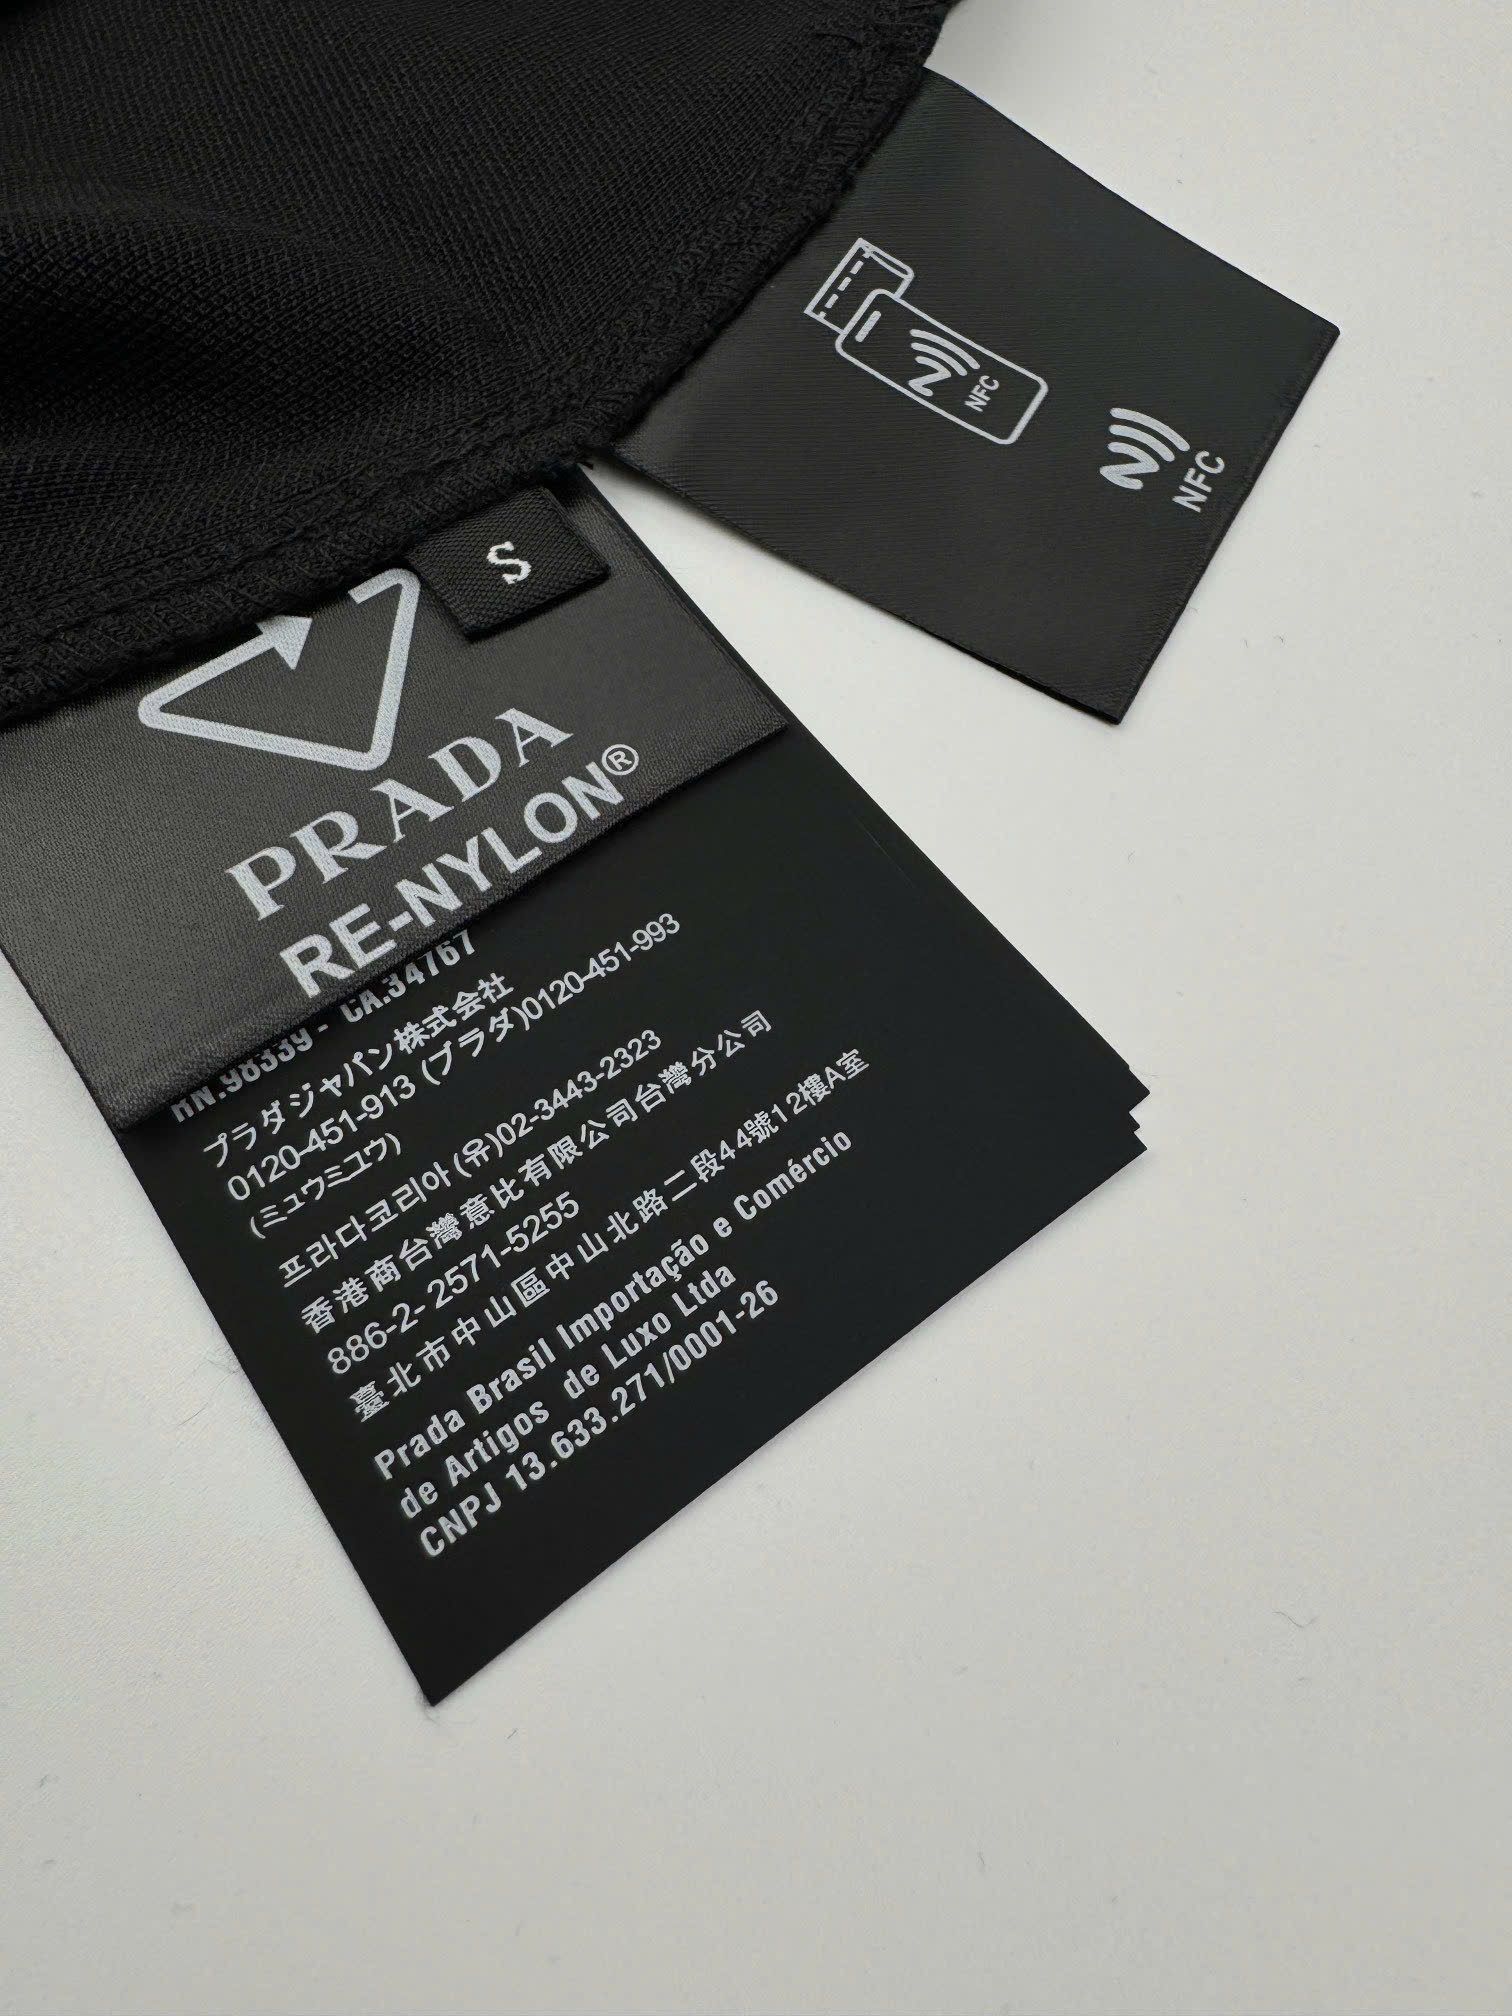 NFC
NFC
S
PRADA
RE-NYLON®
RN.98339 - CA.34767
プラダジャパン株式会社
0120-451-913 (プラダ)0120-451-993
(ミュウミュウ)
프라다코리아 (유)02-3443-2323
香港商台灣意比有限公司台灣分公司
886-2- 2571-5255
臺北市中山區中山北路二段44號12樓A室
Prada Brasil Importação e Comércio
de Artigos de Luxo Ltda
CNPJ 13.633.271/0001-26